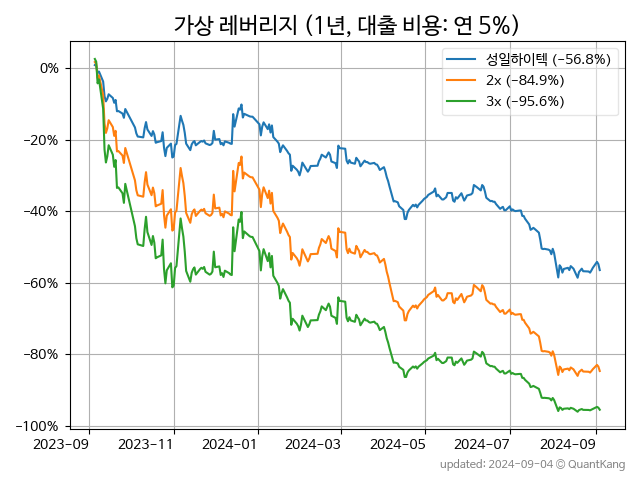 가상 레버리지 (1년, 대출 비용: 연 5%)
성일하이텍 (−56.8%)
2x (−84.9%)
3x (−95.6%)
0%
−20%
−40%
−60%
−80%
−100%
2023-09 2023-11 2024-01 2024-03 2024-05 2024-07 2024-09
updated: 2024-09-04 © QuantKang